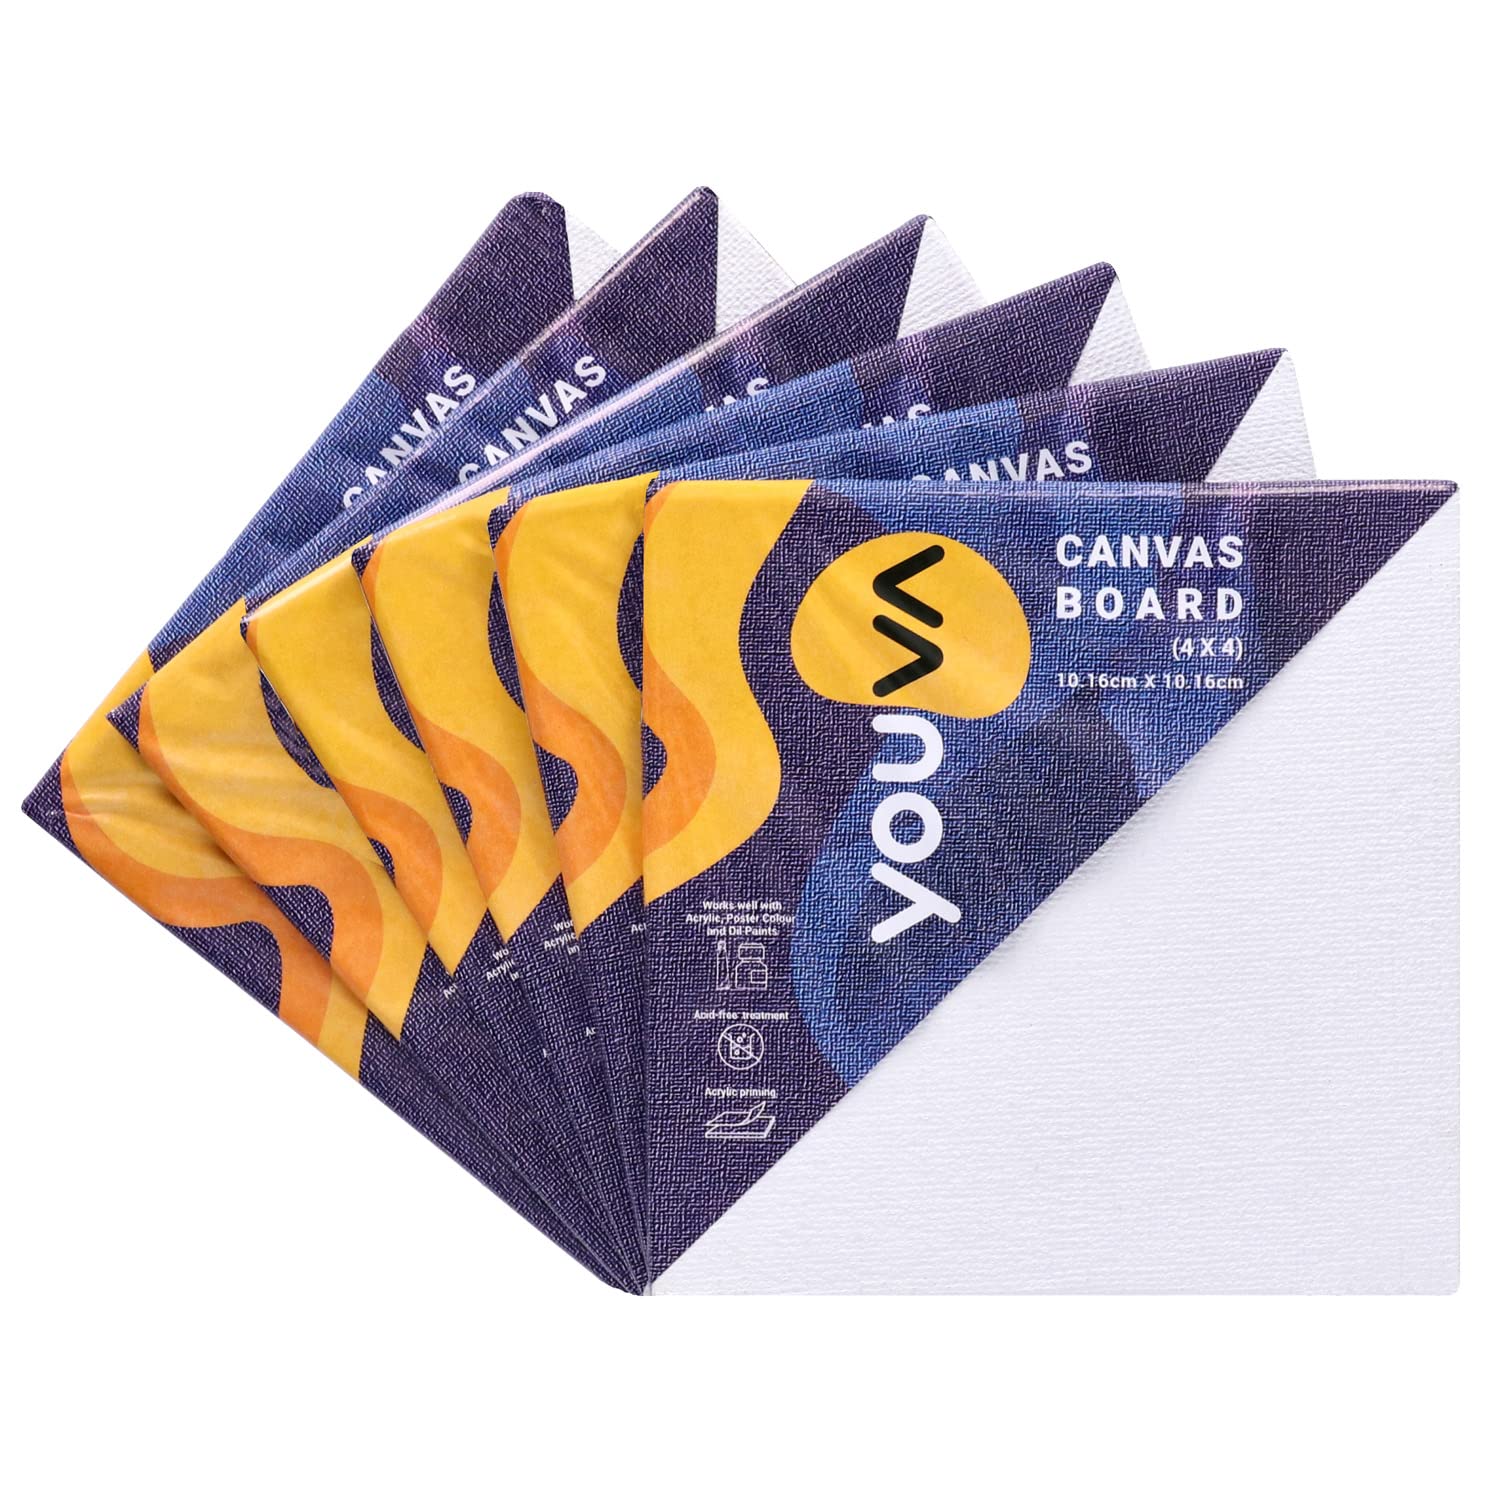 CANVAS
CANVAS
CANVAS
CANVAS
BOARD
(4 X 4)
10.16cm X 10.16cm
youva
Works well with
Acrylic, Poster Colour
and Oil Paints
Acid-free treatment
Acrylic priming